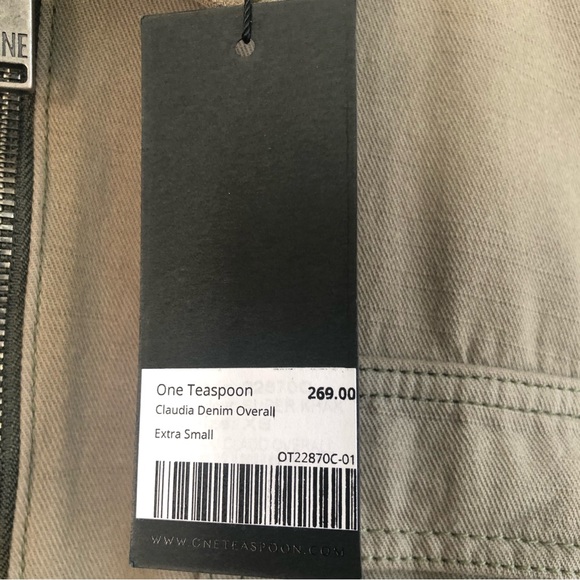 NE
One Teaspoon 269.00
Claudia Denim Overall
Extra Small
OT22870C-01
WWW.ONETEASPOON.COM